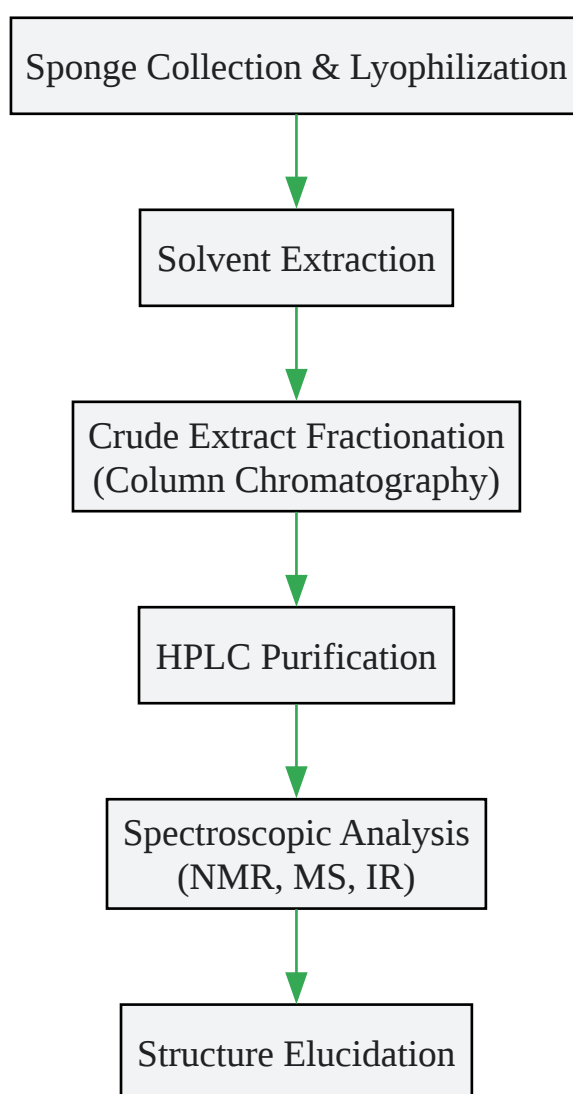 Sponge Collection & Lyophilization
Solvent Extraction
Crude Extract Fractionation
(Column Chromatography)
HPLC Purification
Spectroscopic Analysis
(NMR, MS, IR)
Structure Elucidation